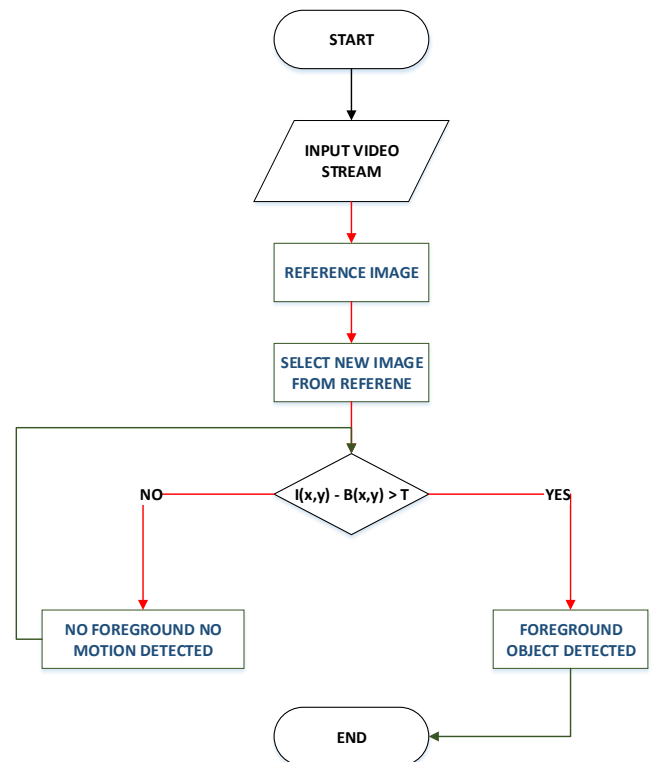 START
INPUT VIDEO
STREAM
REFERENCE IMAGE
SELECT NEW IMAGE
FROM REFERENE
I(x,y) - B(x,y) > T
NO
YES
NO FOREGROUND NO
MOTION DETECTED
FOREGROUND
OBJECT DETECTED
END